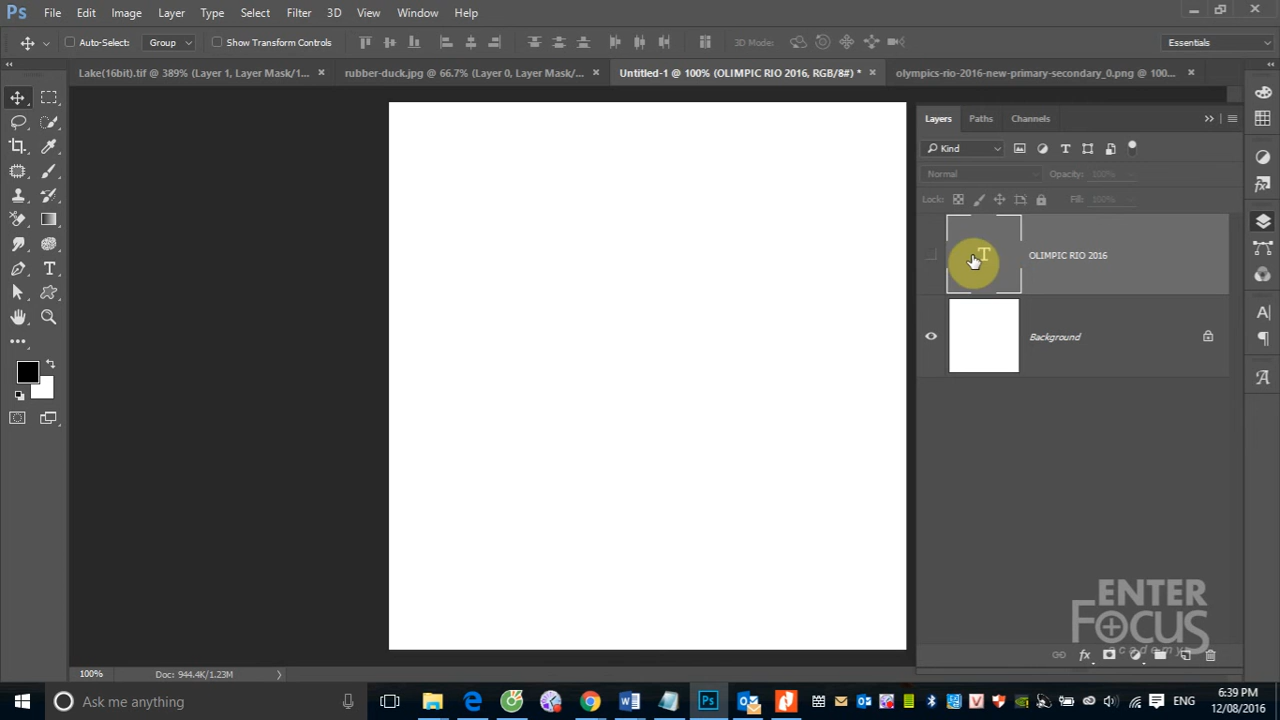 Ps File Edit Image Layer Type Select Filter 3D View Window Help
Auto-Select: Group Show Transform Controls 3D Mode: Essentials
Lake(16bit).tif @ 389% (Layer 1, Layer Mask/1... × rubber-duck.jpg @ 66.7% (Layer 0, Layer Mask/... × Untitled-1 @ 100% (OLIMPIC RIO 2016, RGB/8#) * × olympics-rio-2016-new-primary-secondary_0.png @ 100... ×
Layers Paths Channels
Kind
Normal Opacity: 100%
Lock: Fill: 100%
T OLIMPIC RIO 2016
Background
ENTER
FOCUS
academy
100% Doc: 944.4K/1.23M
Ask me anything
ENG
6:39 PM
12/08/2016